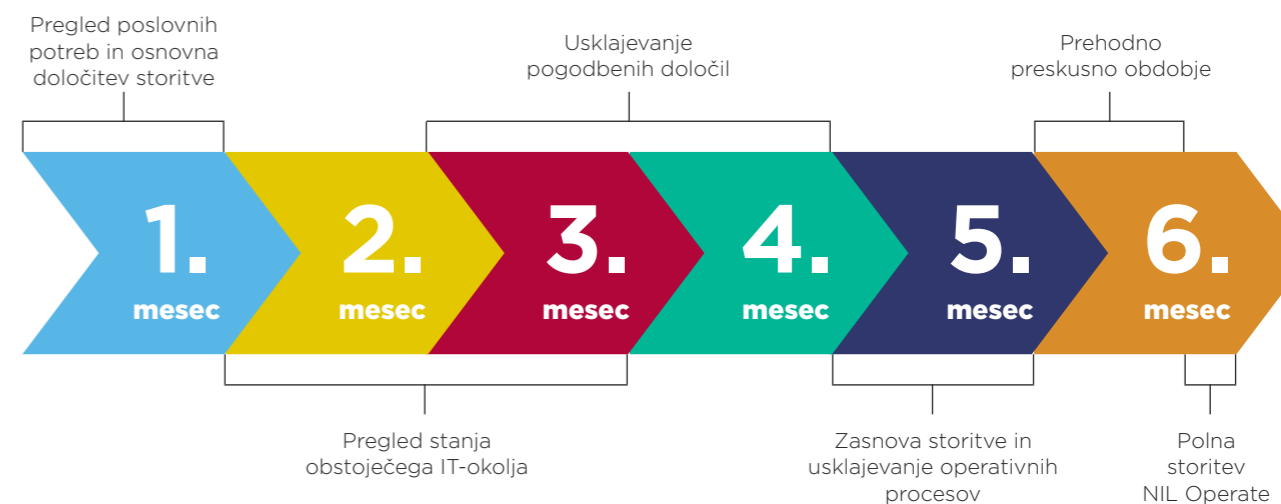 Pregled poslovnih
potreb in osnovna
določitev storitve
Usklajevanje
pogodbenih določil
Prehodno
preskusno obdobje
1.
mesec
2.
mesec
3.
mesec
4.
mesec
5.
mesec
6.
mesec
Pregled stanja
obstoječega IT-okolja
Zasnova storitve in
usklajevanje operativnih
procesov
Polna
storitev
NIL Operate